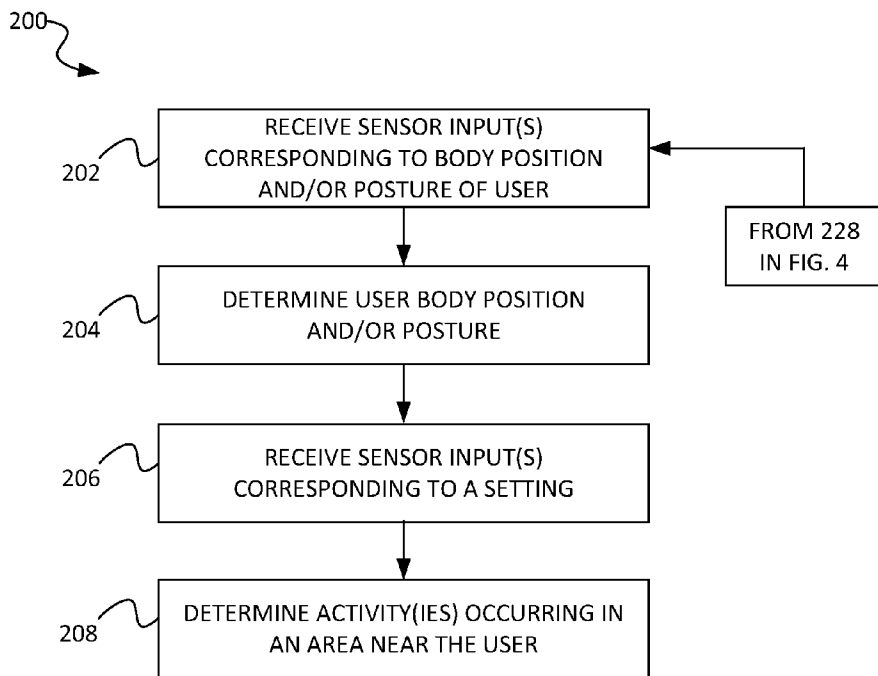 200
RECEIVE SENSOR INPUT(S)
CORRESPONDING TO BODY POSITION
AND/OR POSTURE OF USER
202
FROM 228
IN FIG. 4
DETERMINE USER BODY POSITION
AND/OR POSTURE
204
RECEIVE SENSOR INPUT(S)
CORRESPONDING TO A SETTING
206
DETERMINE ACTIVITY(IES) OCCURRING IN
AN AREA NEAR THE USER
208